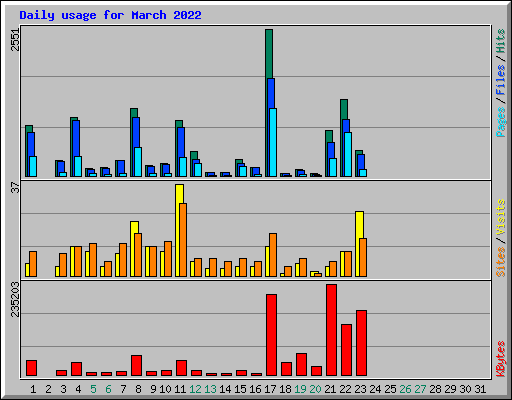 Daily usage for March 2022
2551
Pages / Files / Hits
37
Sites / Visits
235203
KBytes
1 2 3 4 5 6 7 8 9 10 11 12 13 14 15 16 17 18 19 20 21 22 23 24 25 26 27 28 29 30 31